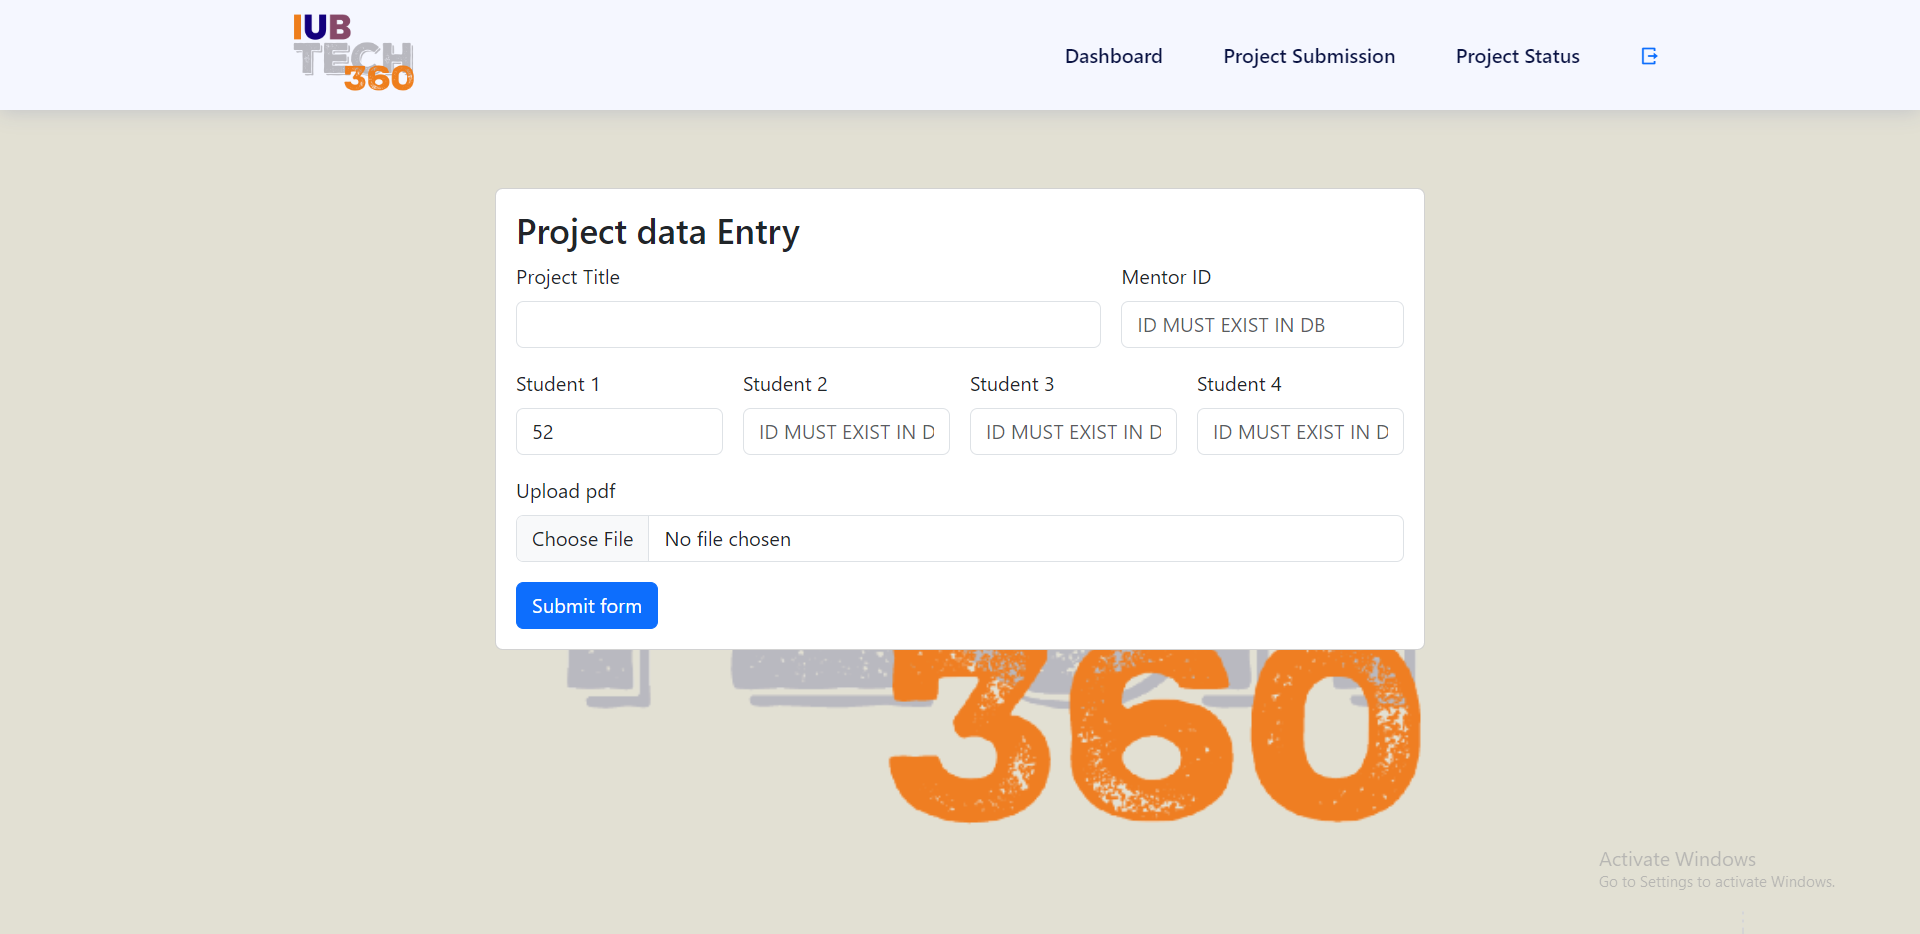 IUB
TECH
360
Dashboard
Project Submission
Project Status
Project data Entry
Project Title
Mentor ID
ID MUST EXIST IN DB
Student 1
Student 2
Student 3
Student 4
52
ID MUST EXIST IN D
ID MUST EXIST IN D
ID MUST EXIST IN D
Upload pdf
Choose File
No file chosen
Submit form
360
Activate Windows
Go to Settings to activate Windows.